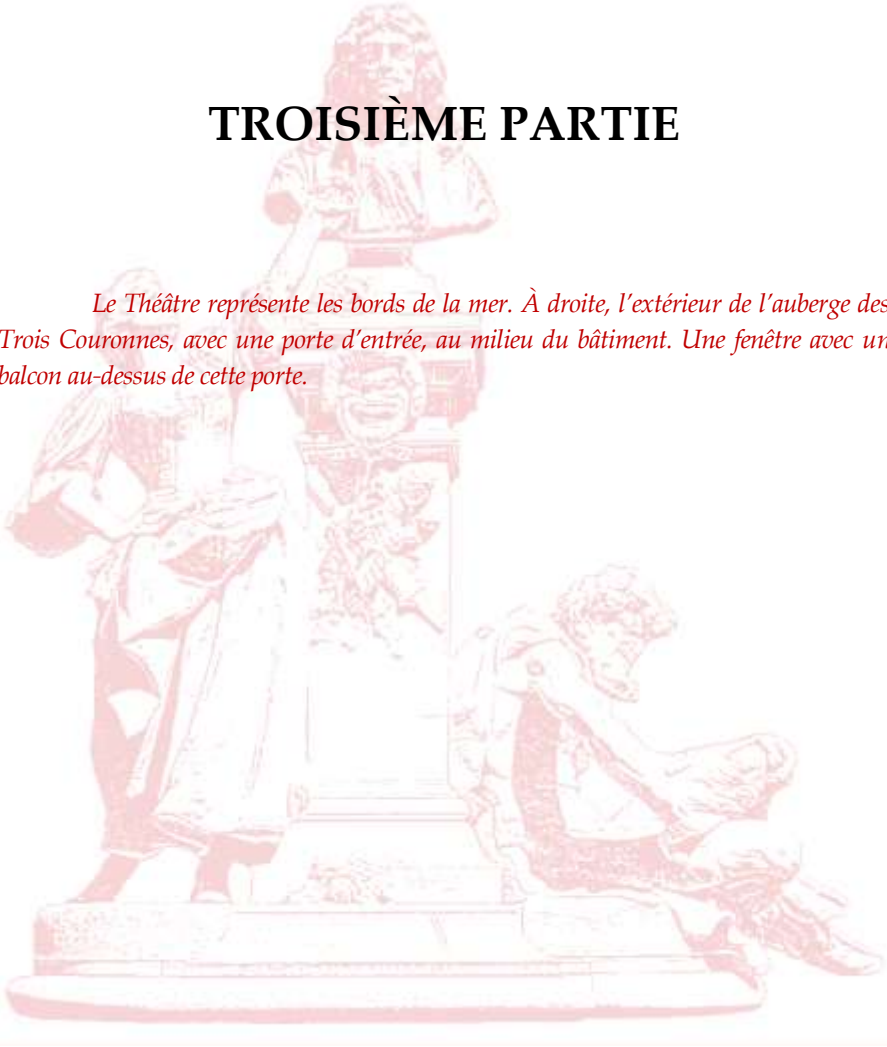 TROISIÈME PARTIE
Le Théâtre représente les bords de la mer. À droite, l’extérieur de l’auberge des
Trois Couronnes, avec une porte d’entrée, au milieu du bâtiment. Une fenêtre avec un
balcon au-dessus de cette porte.